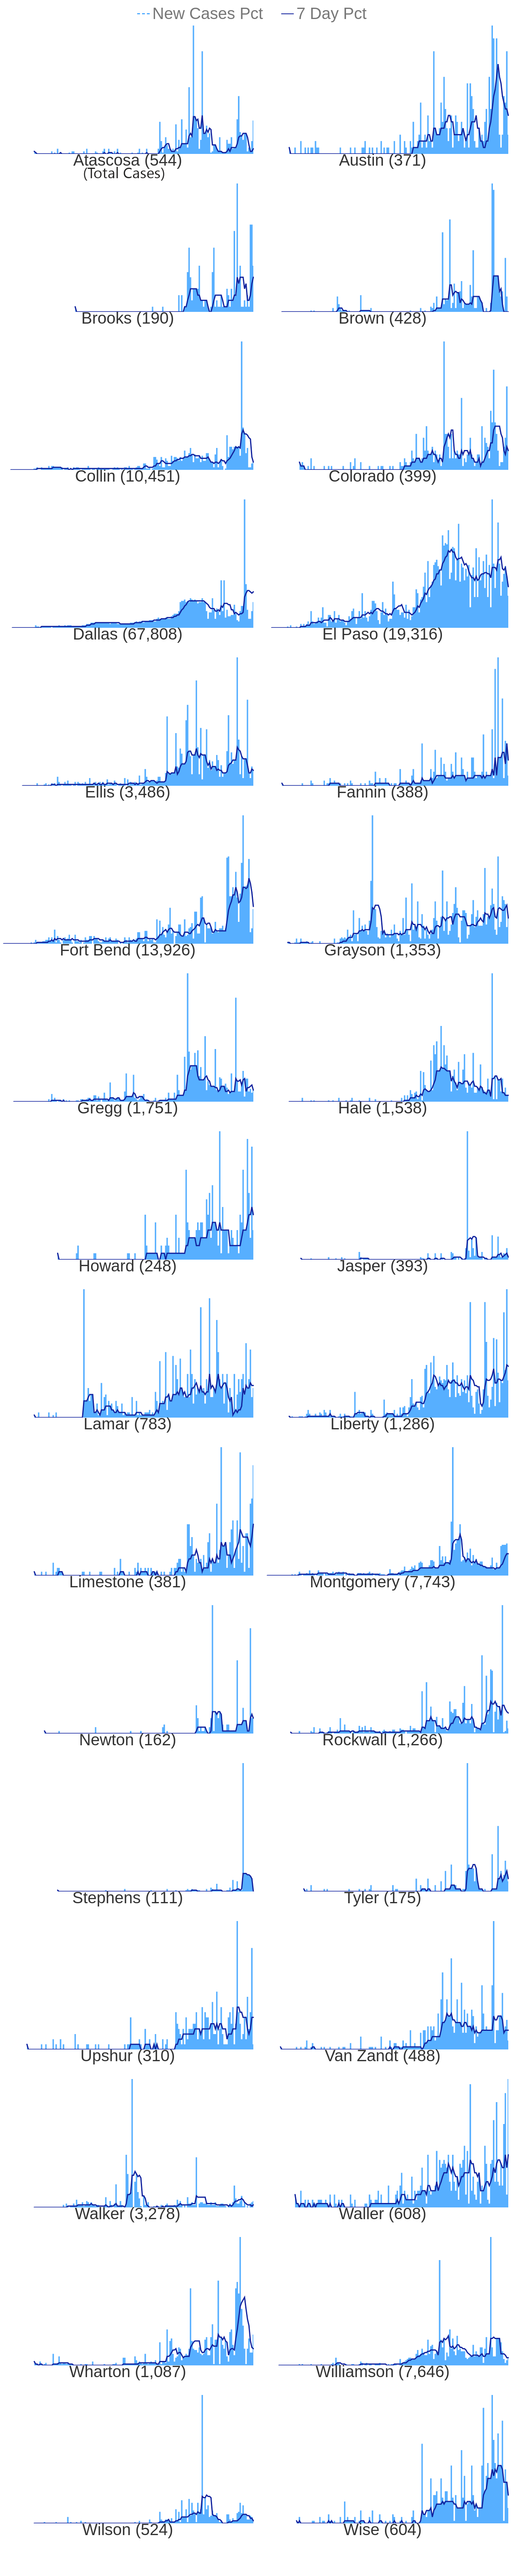 New Cases Pct 7 Day Pct
Atascosa (544) Austin (371)
(Total Cases)
Brooks (190) Brown (428)
Collin (10,451) Colorado (399)
Dallas (67,808) El Paso (19,316)
Ellis (3,486) Fannin (388)
Fort Bend (13,926) Grayson (1,353)
Gregg (1,751) Hale (1,538)
Howard (248) Jasper (393)
Lamar (783) Liberty (1,286)
Limestone (381) Montgomery (7,743)
Newton (162) Rockwall (1,266)
Stephens (111) Tyler (175)
Upshur (310) Van Zandt (488)
Walker (3,278) Waller (608)
Wharton (1,087) Williamson (7,646)
Wilson (524) Wise (604)